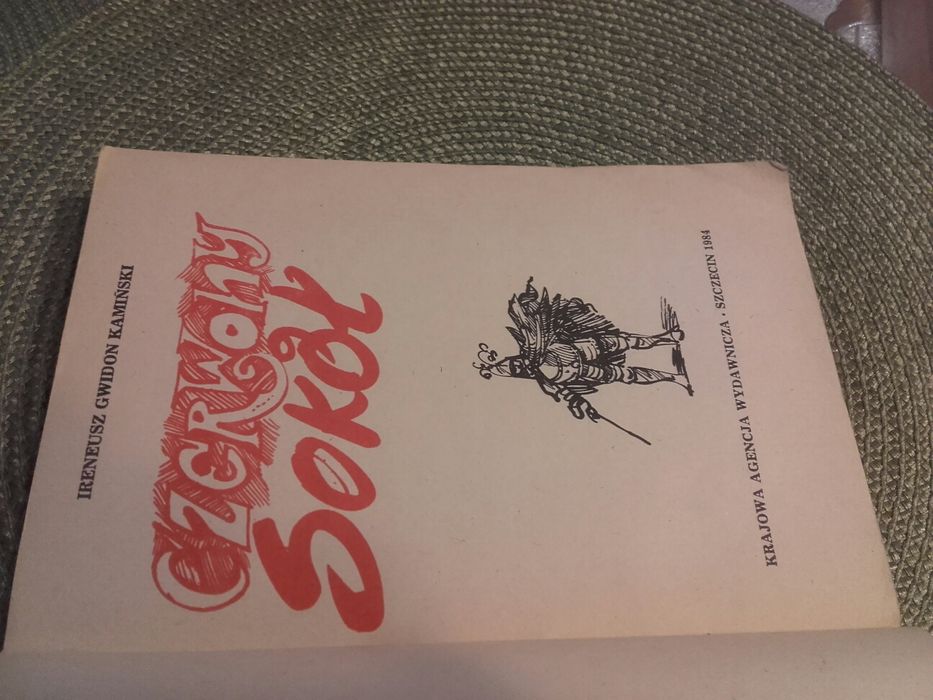 IRENEUSZ GWIDON KAMIŃSKI
CZERWONY
SOKÓŁ
KRAJOWA AGENCJA WYDAWNICZA · SZCZECIN 1984